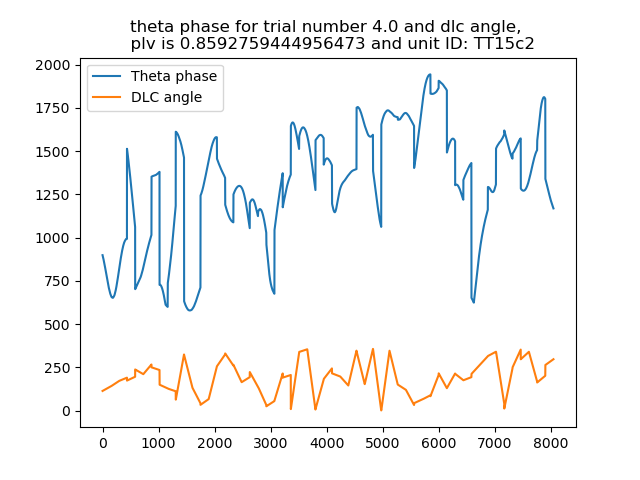 theta phase for trial number 4.0 and dlc angle,
plv is 0.8592759444956473 and unit ID: TT15c2
Theta phase
DLC angle
2000
1750
1500
1250
1000
750
500
250
0
0 1000 2000 3000 4000 5000 6000 7000 8000